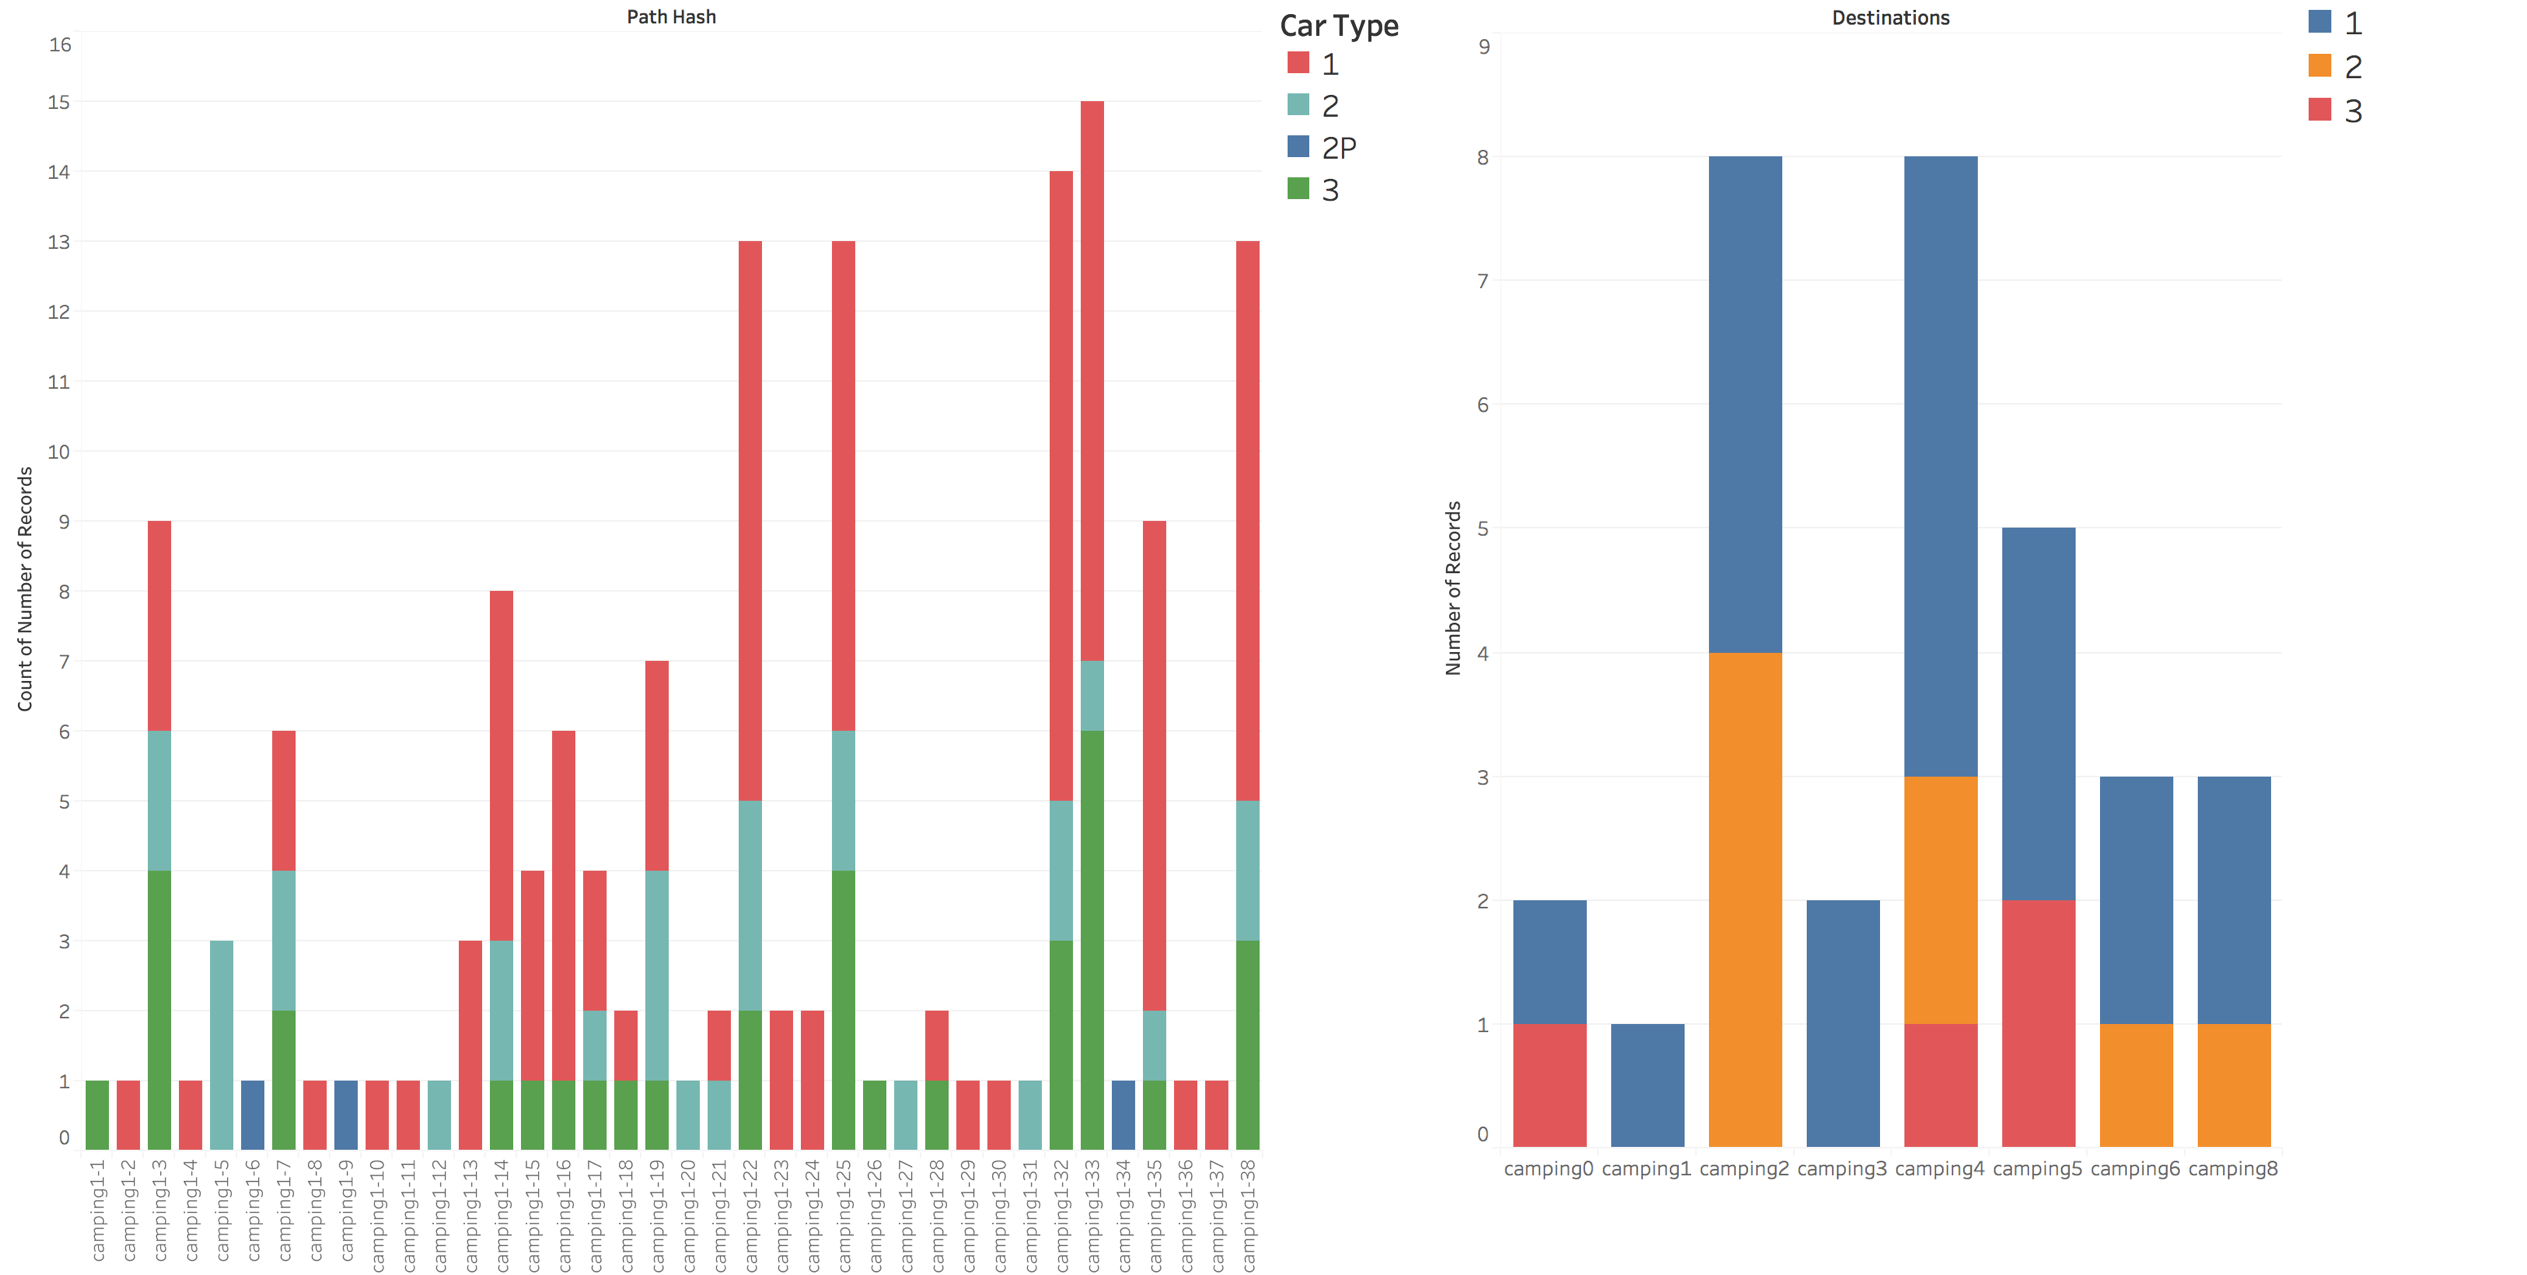 Path Hash
Count of Number of Records
16
15
14
13
12
11
10
9
8
7
6
5
4
3
2
1
0
camping1-1
camping1-2
camping1-3
camping1-4
camping1-5
camping1-6
camping1-7
camping1-8
camping1-9
camping1-10
camping1-11
camping1-12
camping1-13
camping1-14
camping1-15
camping1-16
camping1-17
camping1-18
camping1-19
camping1-20
camping1-21
camping1-22
camping1-23
camping1-24
camping1-25
camping1-26
camping1-27
camping1-28
camping1-29
camping1-30
camping1-31
camping1-32
camping1-33
camping1-34
camping1-35
camping1-36
camping1-37
camping1-38
Car Type
1
2
2P
3
Destinations
Number of Records
9
8
7
6
5
4
3
2
1
0
camping0 camping1 camping2 camping3 camping4 camping5 camping6 camping8
1
2
3